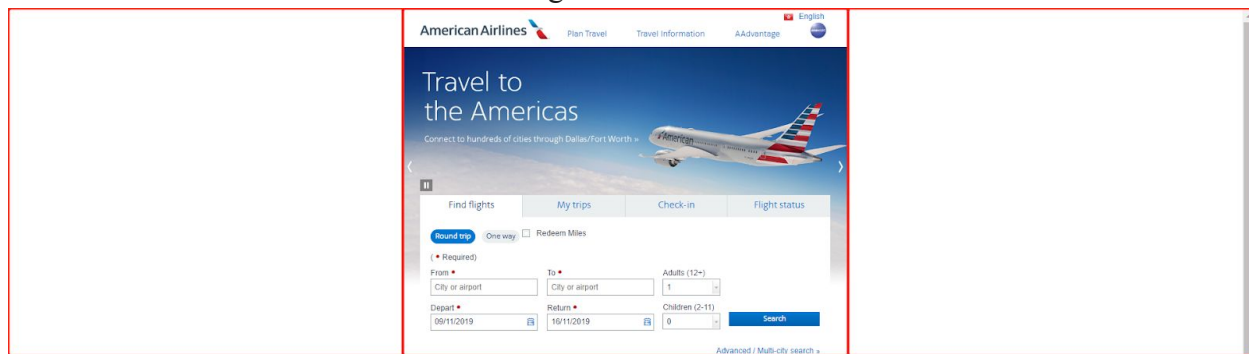 English
American Airlines
Plan Travel Travel Information AAdvantage
Travel to
the Americas
Connect to hundreds of cities through Dallas/Fort Worth »
American
Find flights My trips Check-in Flight status
Round trip One way Redeem Miles
( • Required)
From • To • Adults (12+)
City or airport City or airport 1
Depart • Return • Children (2-11)
09/11/2019 16/11/2019 0 Search
Advanced / Multi-city search »